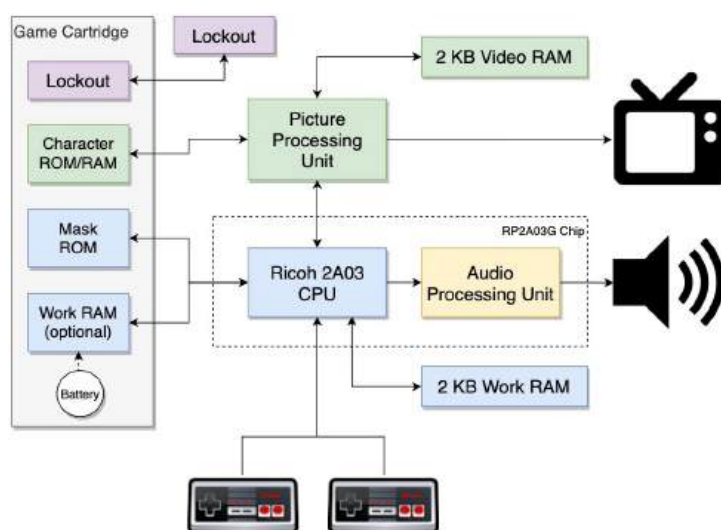 Game Cartridge
Lockout
Lockout
2 KB Video RAM
Character
ROM/RAM
Picture
Processing
Unit
RP2A03G Chip
Mask
ROM
Ricoh 2A03
CPU
Audio
Processing Unit
Work RAM
(optional)
Battery
2 KB Work RAM